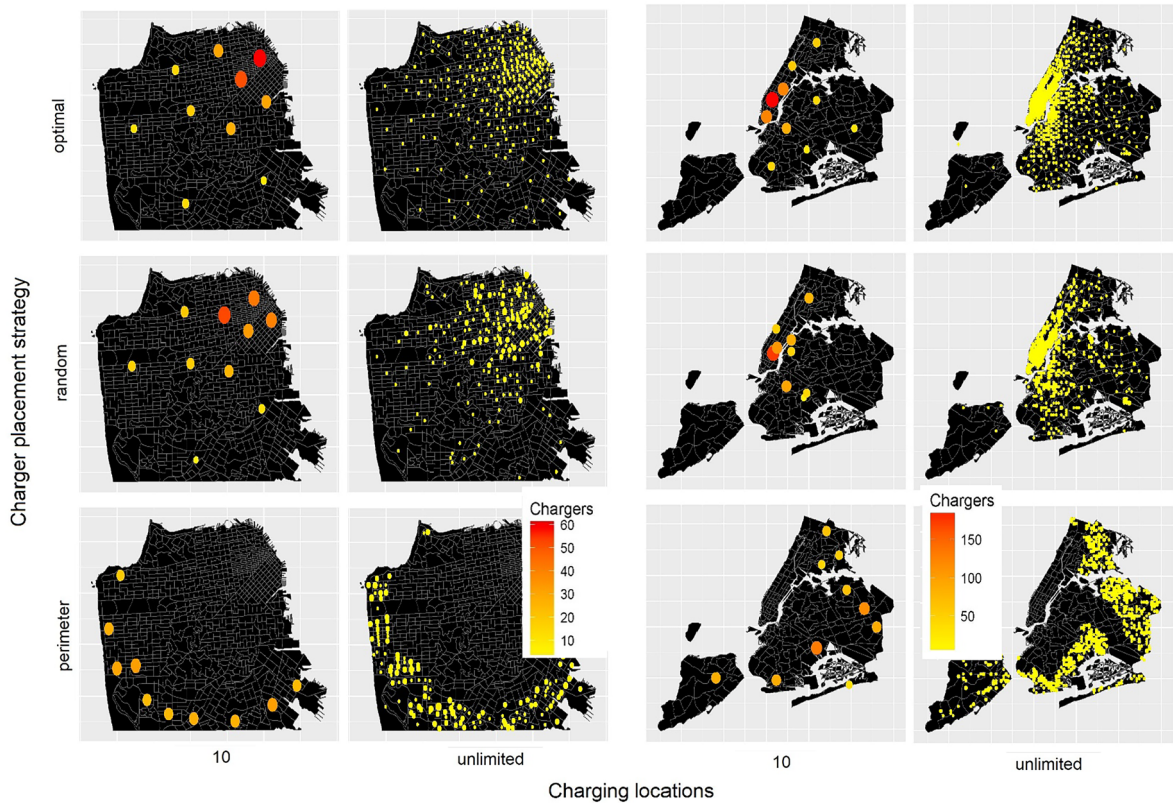 Charger placement strategy
optimal
random
perimeter
Chargers
60
50
40
30
20
10
Chargers
150
100
50
10
unlimited
10
unlimited
Charging locations